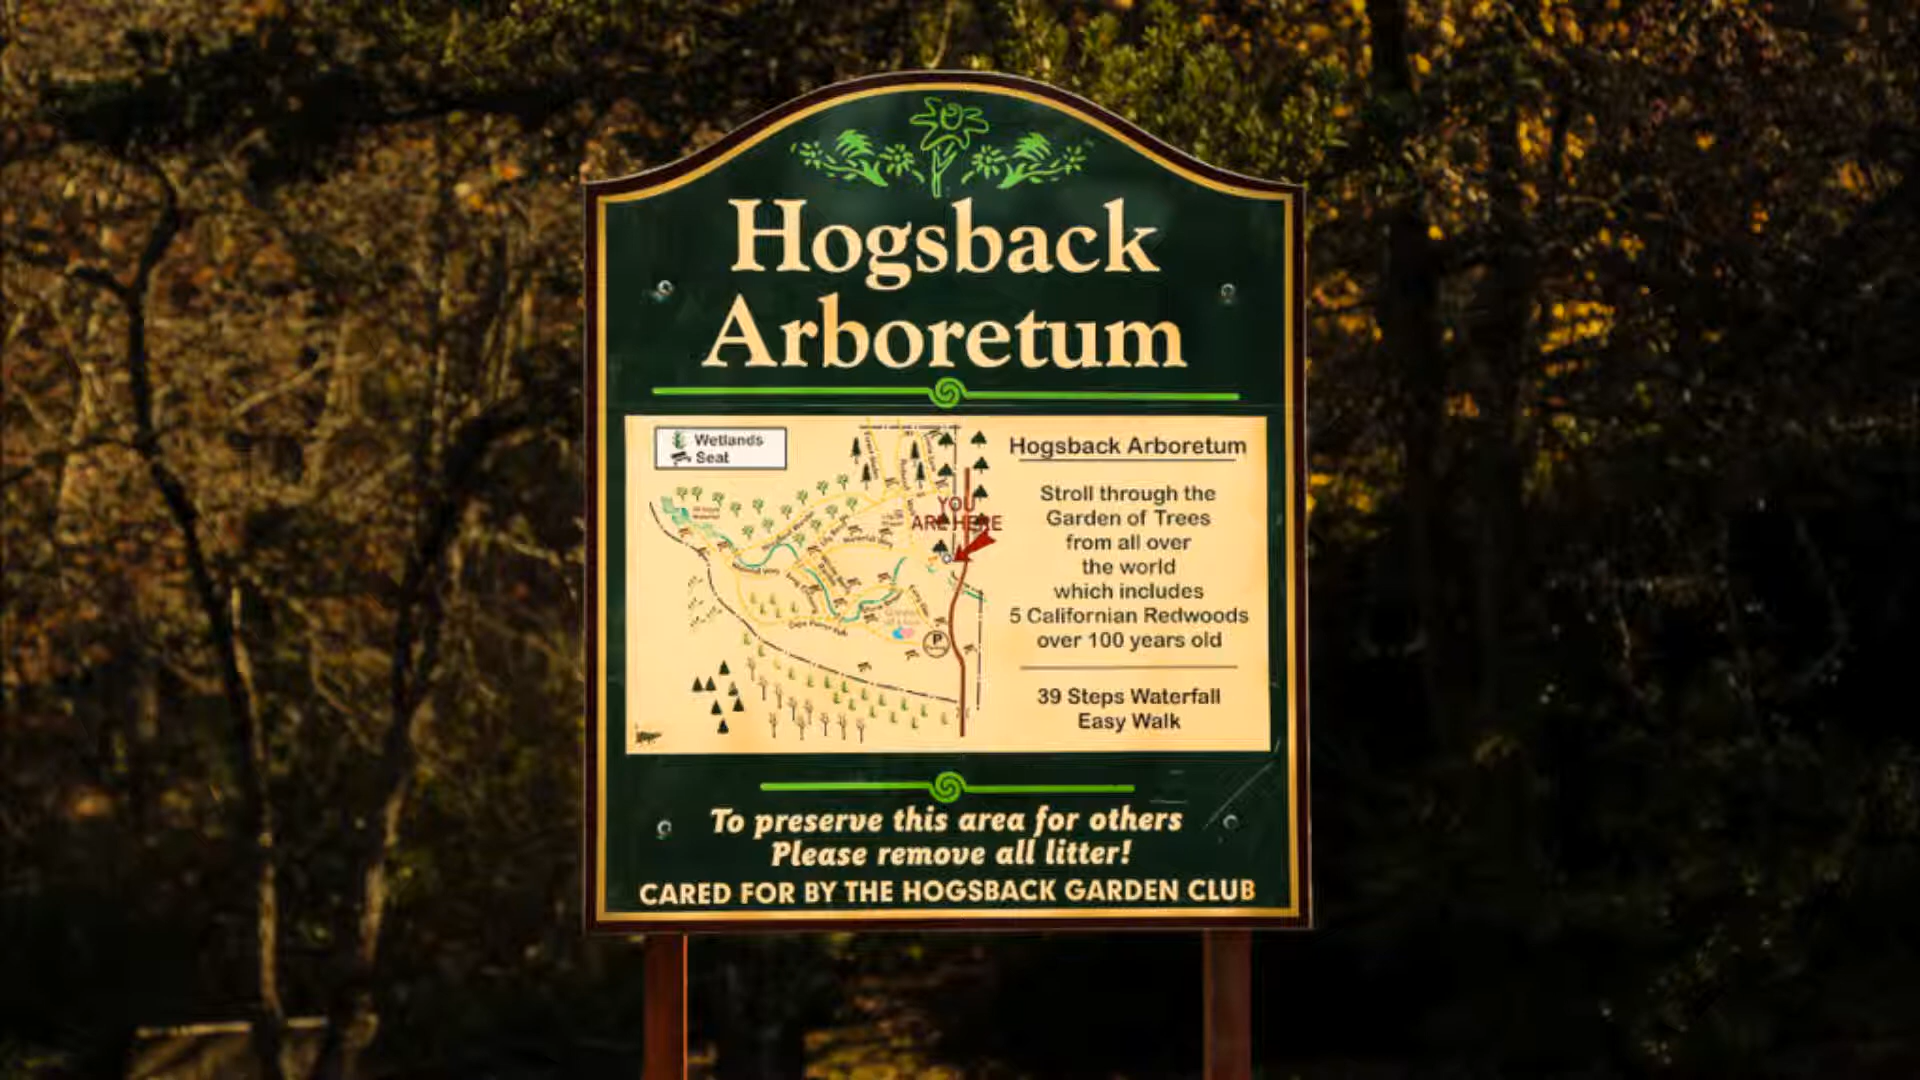 Hogsback
Arboretum
Wetlands
Seat
YOU
ARE HERE
P
Hogsback Arboretum
Stroll through the
Garden of Trees
from all over
the world
which includes
5 Californian Redwoods
over 100 years old
39 Steps Waterfall
Easy Walk
To preserve this area for others
Please remove all litter!
CARED FOR BY THE HOGSBACK GARDEN CLUB